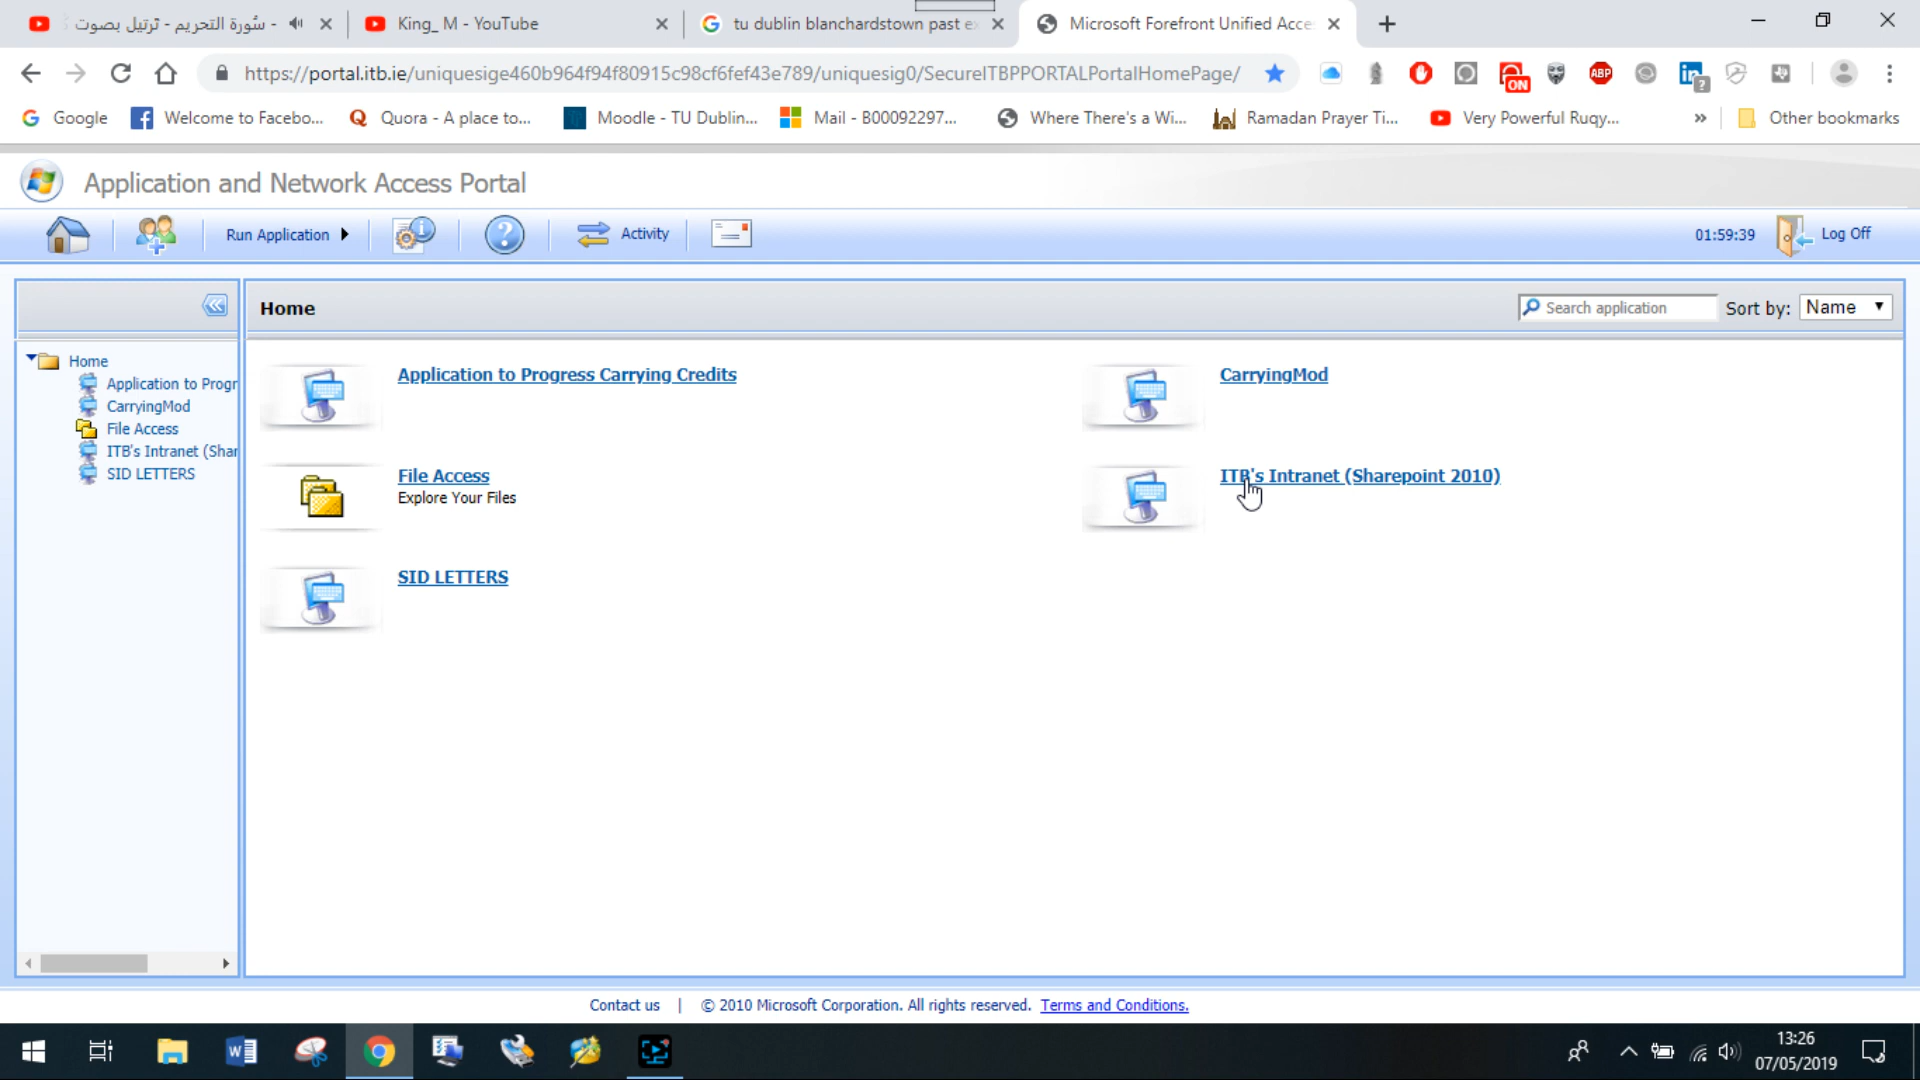 سُورة التحريم - ترتيل بصوت -
King_ M - YouTube
tu dublin blanchardstown past e
Microsoft Forefront Unified Acce
https://portal.itb.ie/uniquesige460b964f94f80915c98cf6fef43e789/uniquesig0/SecureITBPPORTALPortalHomePage/
ON
ABP
in
?
Google
Welcome to Facebo...
Quora - A place to...
Moodle - TU Dublin...
Mail - B00092297...
Where There's a Wi...
Ramadan Prayer Ti...
Very Powerful Ruqy...
»
Other bookmarks
Application and Network Access Portal
Run Application
Activity
01:59:39
Log Off
Home
Search application
Sort by:
Name
Home
Application to Progr
CarryingMod
File Access
ITB's Intranet (Shar
SID LETTERS
Application to Progress Carrying Credits
CarryingMod
File Access
Explore Your Files
ITB's Intranet (Sharepoint 2010)
SID LETTERS
Contact us | © 2010 Microsoft Corporation. All rights reserved. Terms and Conditions.
13:26
07/05/2019